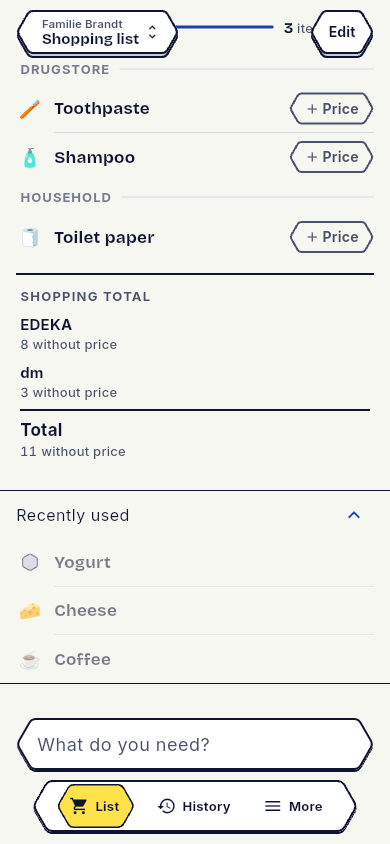 Familie Brandt
Shopping list
3 ite
Edit
DRUGSTORE
Toothpaste
+ Price
Shampoo
+ Price
HOUSEHOLD
Toilet paper
+ Price
SHOPPING TOTAL
EDEKA
8 without price
dm
3 without price
Total
11 without price
Recently used
Yogurt
Cheese
Coffee
What do you need?
List
History
More